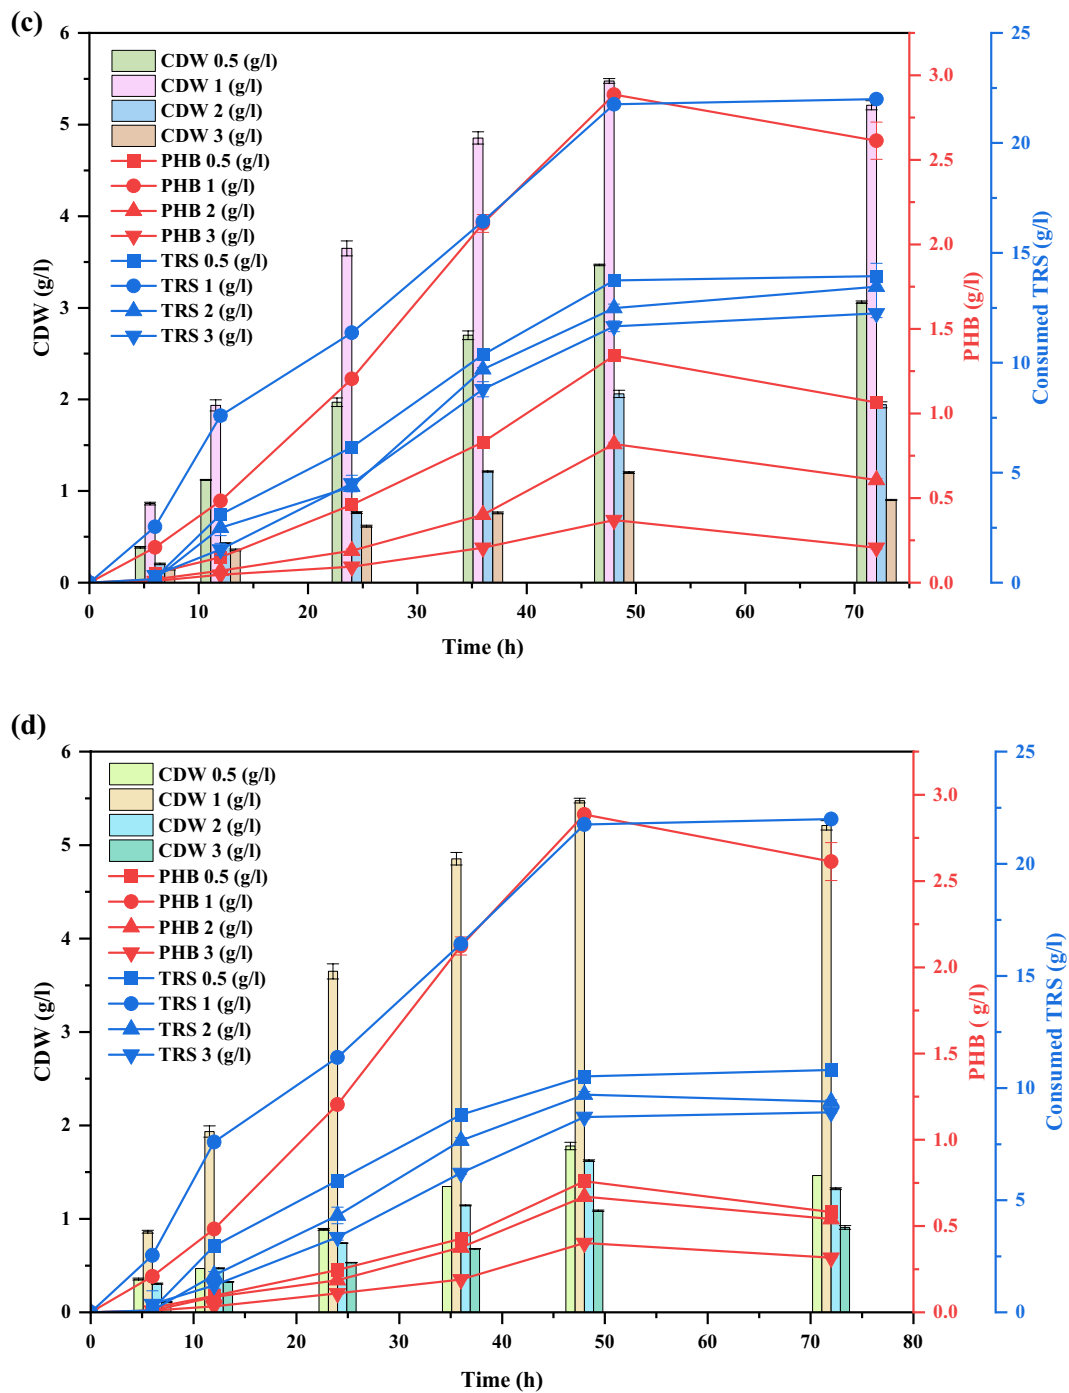 (c)
CDW 0.5 (g/l)
CDW 1 (g/l)
CDW 2 (g/l)
CDW 3 (g/l)
PHB 0.5 (g/l)
PHB 1 (g/l)
PHB 2 (g/l)
PHB 3 (g/l)
TRS 0.5 (g/l)
TRS 1 (g/l)
TRS 2 (g/l)
TRS 3 (g/l)
CDW (g/l)
6
5
4
3
2
1
0
0 10 20 30 40 50 60 70
Time (h)
3.0
2.5
2.0
1.5
1.0
0.5
0.0
PHB (g/l)
25
20
15
10
5
0
Consumed TRS (g/l)
(d)
CDW 0.5 (g/l)
CDW 1 (g/l)
CDW 2 (g/l)
CDW 3 (g/l)
PHB 0.5 (g/l)
PHB 1 (g/l)
PHB 2 (g/l)
PHB 3 (g/l)
TRS 0.5 (g/l)
TRS 1 (g/l)
TRS 2 (g/l)
TRS 3 (g/l)
CDW (g/l)
6
5
4
3
2
1
0
0 10 20 30 40 50 60 70 80
Time (h)
3.0
2.5
2.0
1.5
1.0
0.5
0.0
PHB ( g/l)
25
20
15
10
5
0
Consumed TRS (g/l)